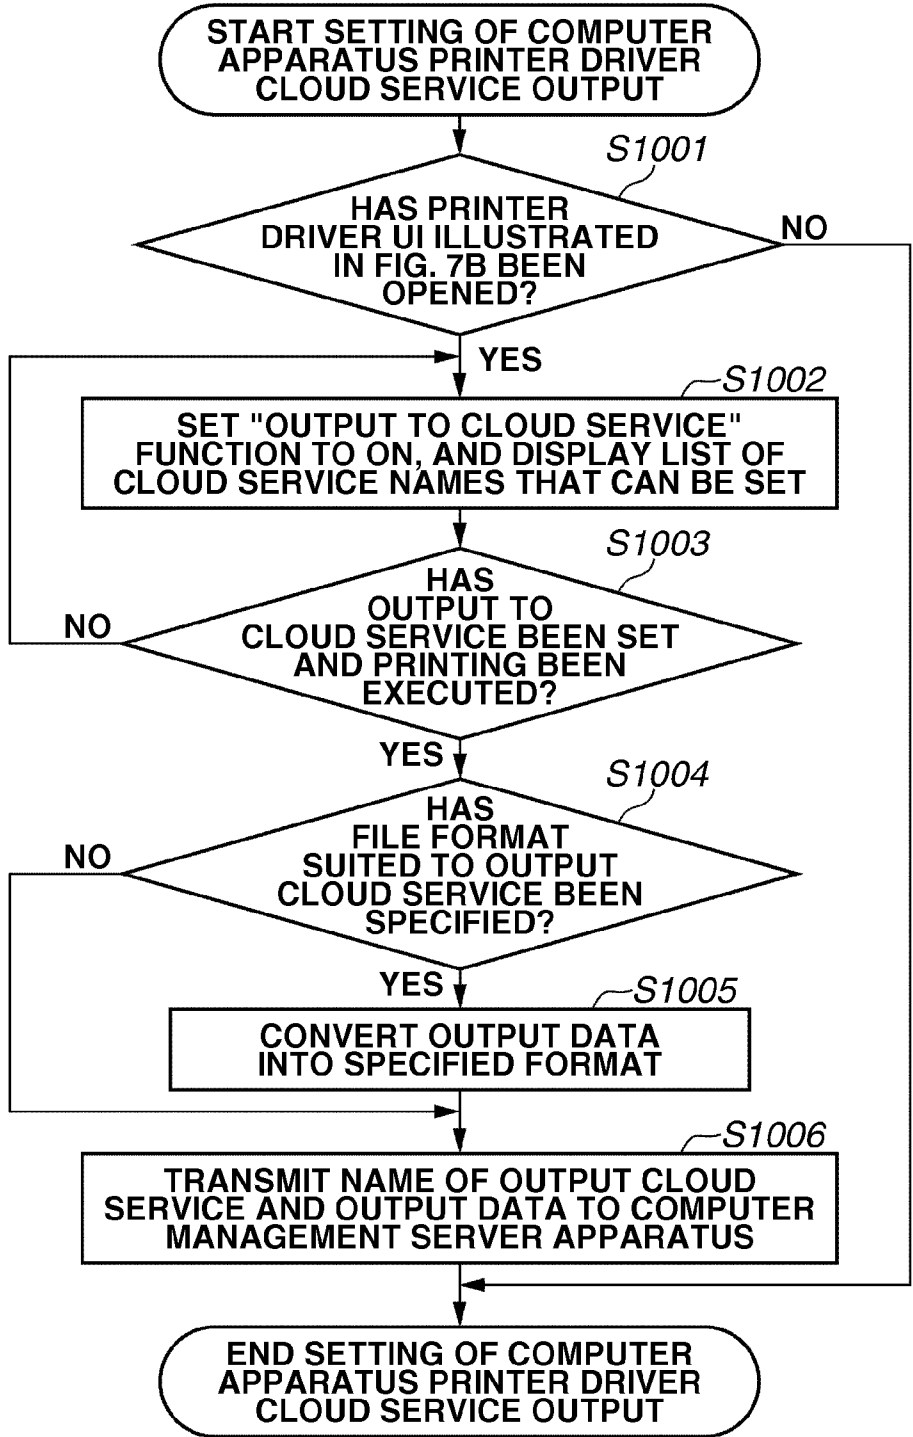 START SETTING OF COMPUTER
APPARATUS PRINTER DRIVER
CLOUD SERVICE OUTPUT
S1001
HAS PRINTER
DRIVER UI ILLUSTRATED
IN FIG. 7B BEEN
OPENED?
NO
YES
S1002
SET "OUTPUT TO CLOUD SERVICE"
FUNCTION TO ON, AND DISPLAY LIST OF
CLOUD SERVICE NAMES THAT CAN BE SET
S1003
HAS
OUTPUT TO
CLOUD SERVICE BEEN SET
AND PRINTING BEEN
EXECUTED?
NO
YES
S1004
HAS
FILE FORMAT
SUITED TO OUTPUT
CLOUD SERVICE BEEN
SPECIFIED?
NO
YES
S1005
CONVERT OUTPUT DATA
INTO SPECIFIED FORMAT
S1006
TRANSMIT NAME OF OUTPUT CLOUD
SERVICE AND OUTPUT DATA TO COMPUTER
MANAGEMENT SERVER APPARATUS
END SETTING OF COMPUTER
APPARATUS PRINTER DRIVER
CLOUD SERVICE OUTPUT